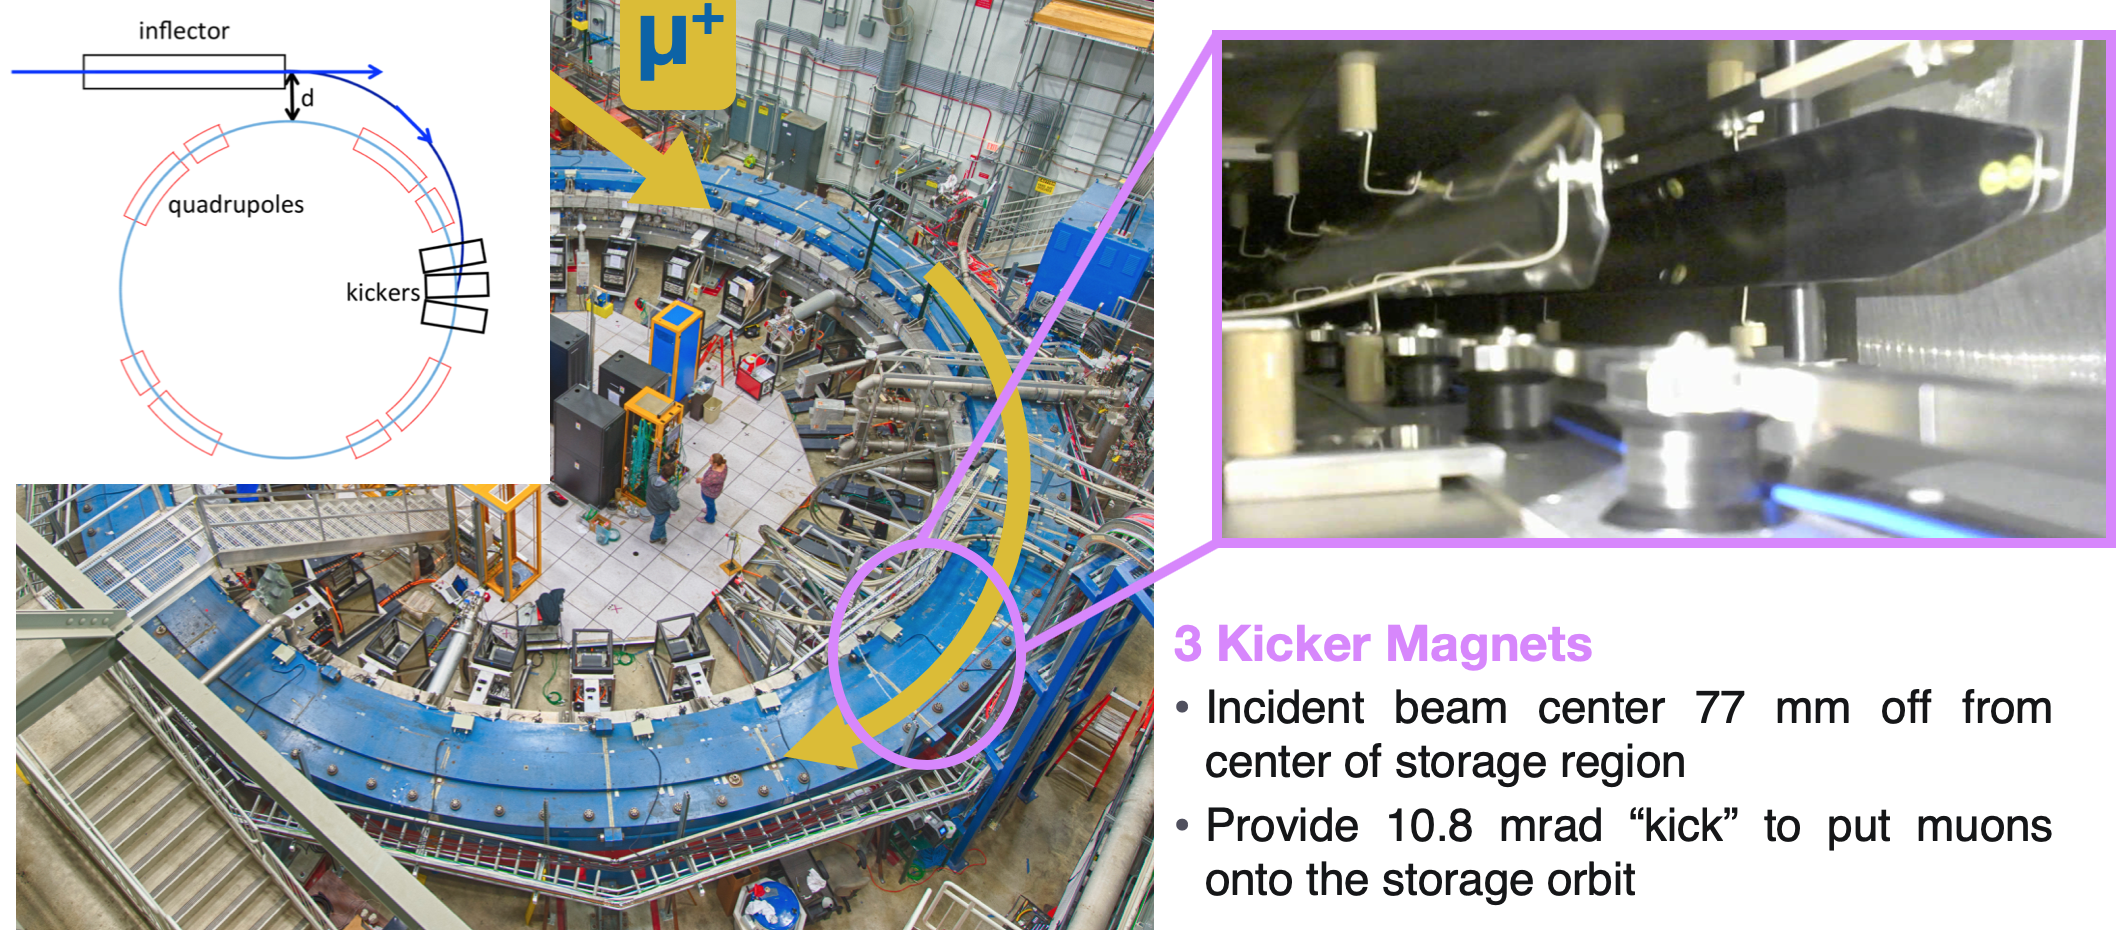 inflector
d
quadrupoles
kickers
μ+
3 Kicker Magnets
• Incident beam center 77 mm off from
center of storage region
• Provide 10.8 mrad “kick” to put muons
onto the storage orbit